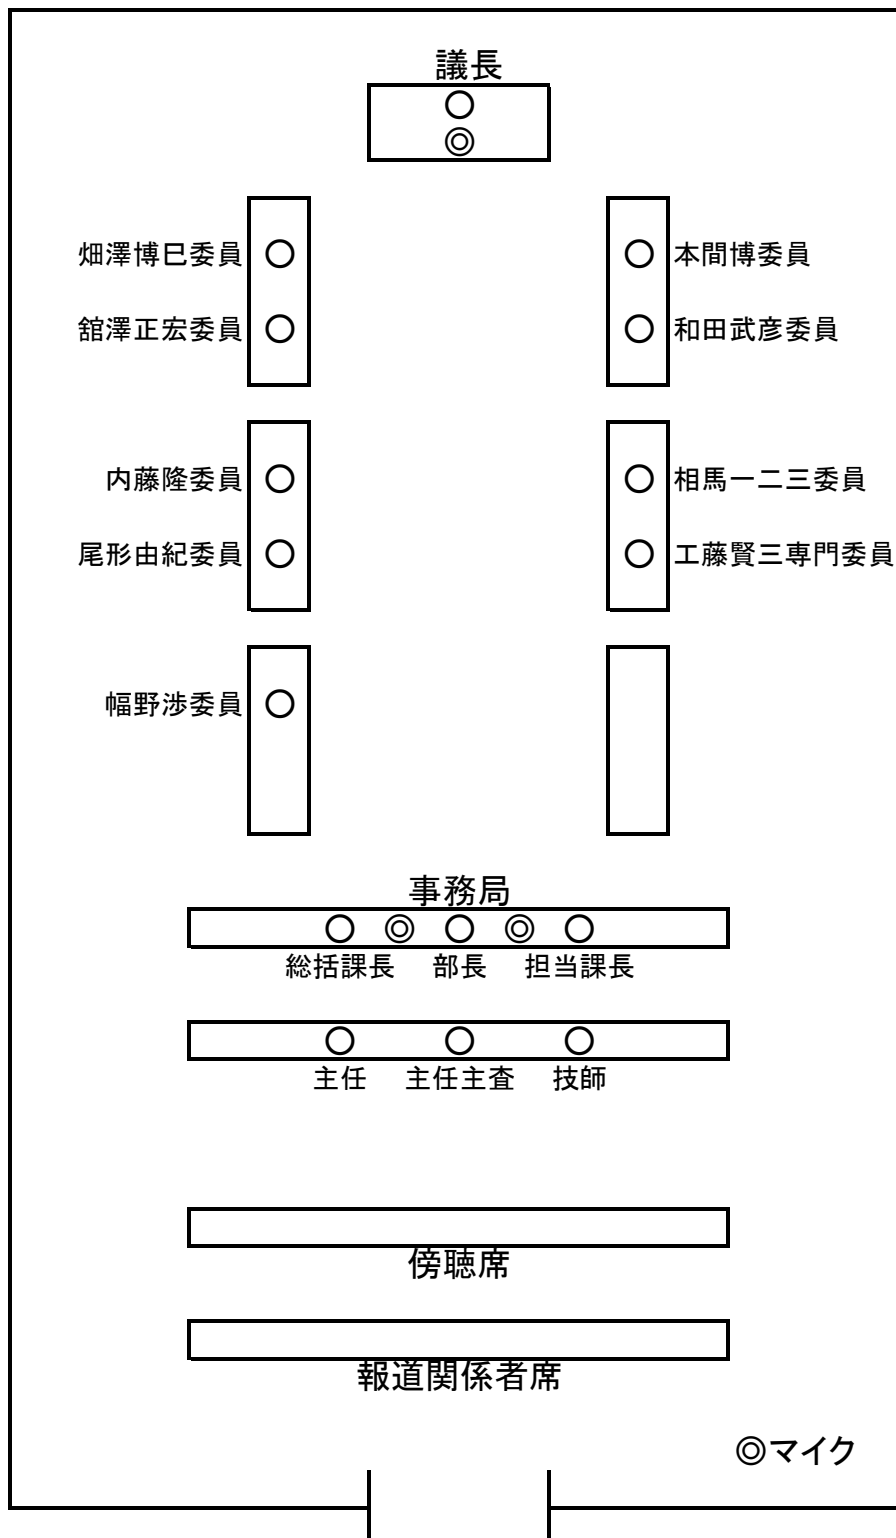 議長
畑澤博巳委員 本間博委員
舘澤正宏委員 和田武彦委員
内藤隆委員 相馬一二三委員
尾形由紀委員 工藤賢三専門委員
幅野渉委員
事務局
総括課長 部長 担当課長
主任 主任主査 技師
傍聴席
報道関係者席
◎マイク